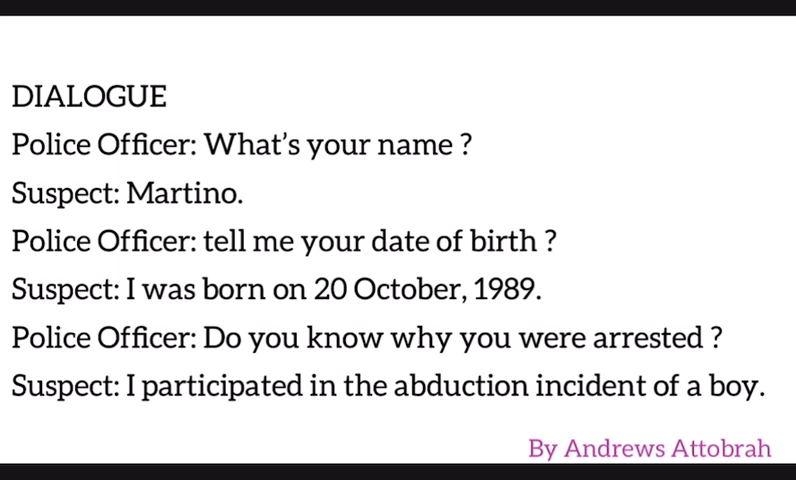 DIALOGUE
Police Officer: What’s your name ?
Suspect: Martino.
Police Officer: tell me your date of birth ?
Suspect: I was born on 20 October, 1989.
Police Officer: Do you know why you were arrested ?
Suspect: I participated in the abduction incident of a boy.
By Andrews Attobrah